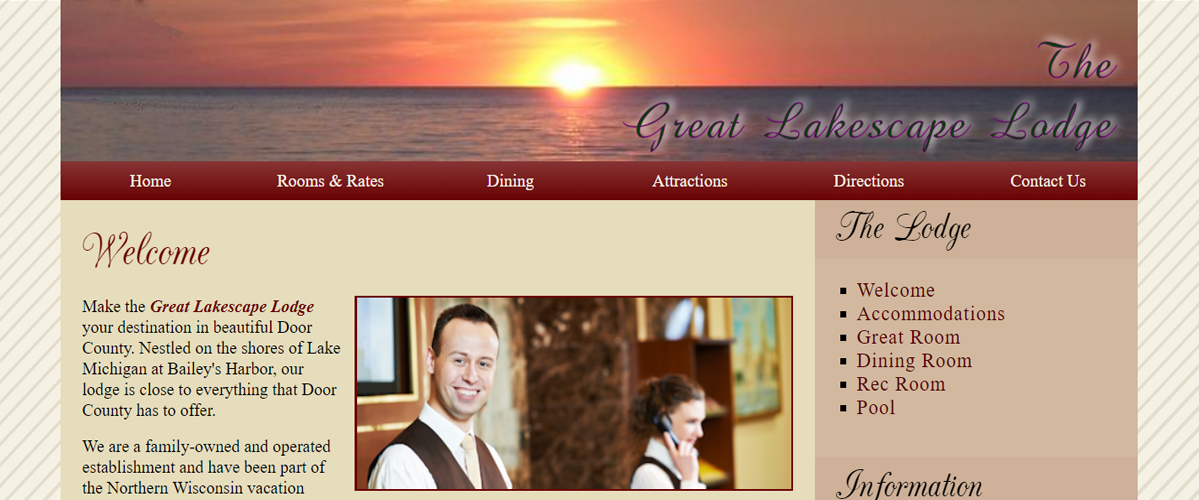 The
Great Lakescape Lodge
Home Rooms & Rates Dining Attractions Directions Contact Us
Welcome
Make the Great Lakescape Lodge
your destination in beautiful Door
County. Nestled on the shores of Lake
Michigan at Bailey's Harbor, our
lodge is close to everything that Door
County has to offer.
We are a family-owned and operated
establishment and have been part of
the Northern Wisconsin vacation
The Lodge
Welcome
Accommodations
Great Room
Dining Room
Rec Room
Pool
Information